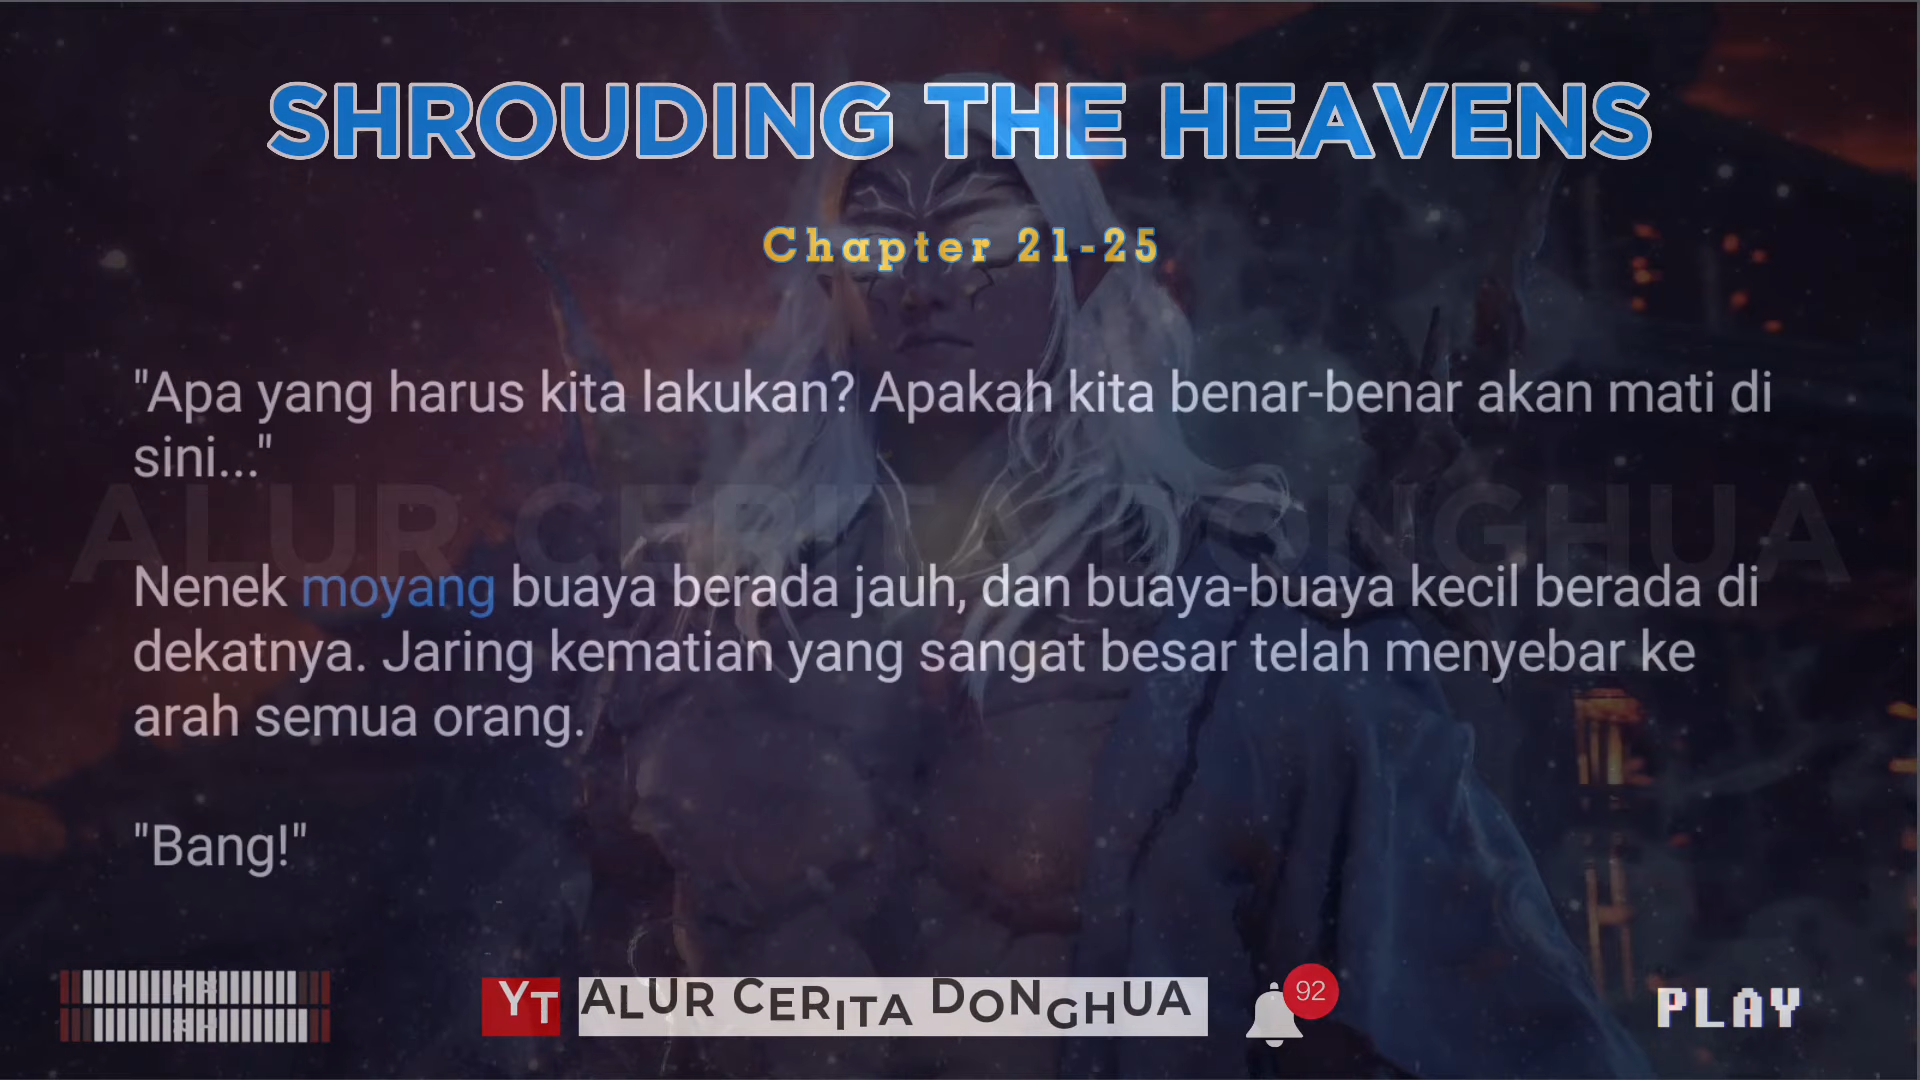 SHROUDING THE HEAVENS
Chapter 21-25
"Apa yang harus kita lakukan? Apakah kita benar-benar akan mati di
sini..."
ALUR CERITA DONGHUA
Nenek moyang buaya berada jauh, dan buaya-buaya kecil berada di
dekatnya. Jaring kematian yang sangat besar telah menyebar ke
arah semua orang.
"Bang!"
YT ALUR CERITA DONGHUA 92
PLAY